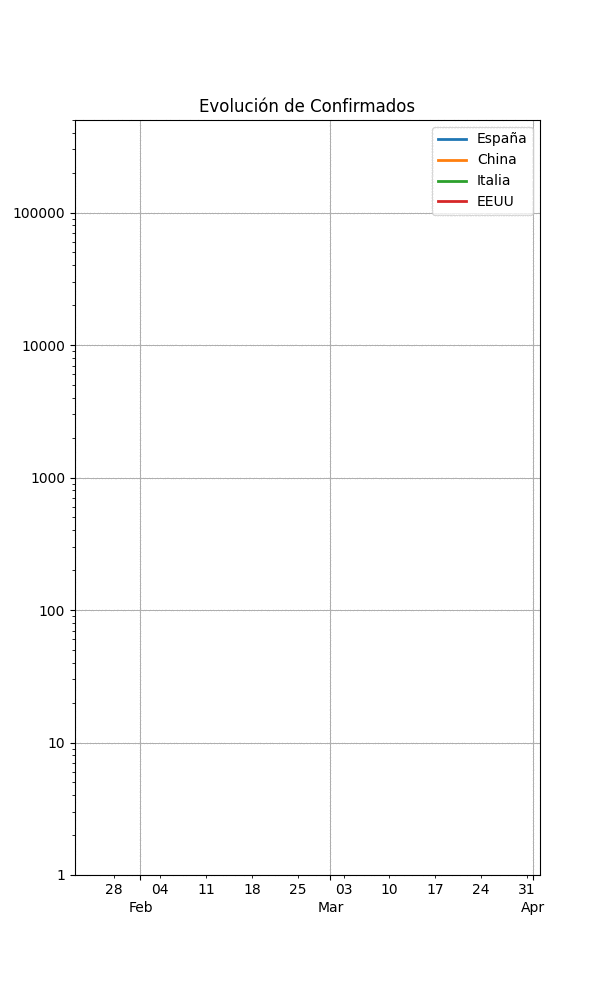 Evolución de Confirmados
España
China
Italia
EEUU
100000
10000
1000
100
10
1
28 04 11 18 25 03 10 17 24 31
Feb Mar Apr